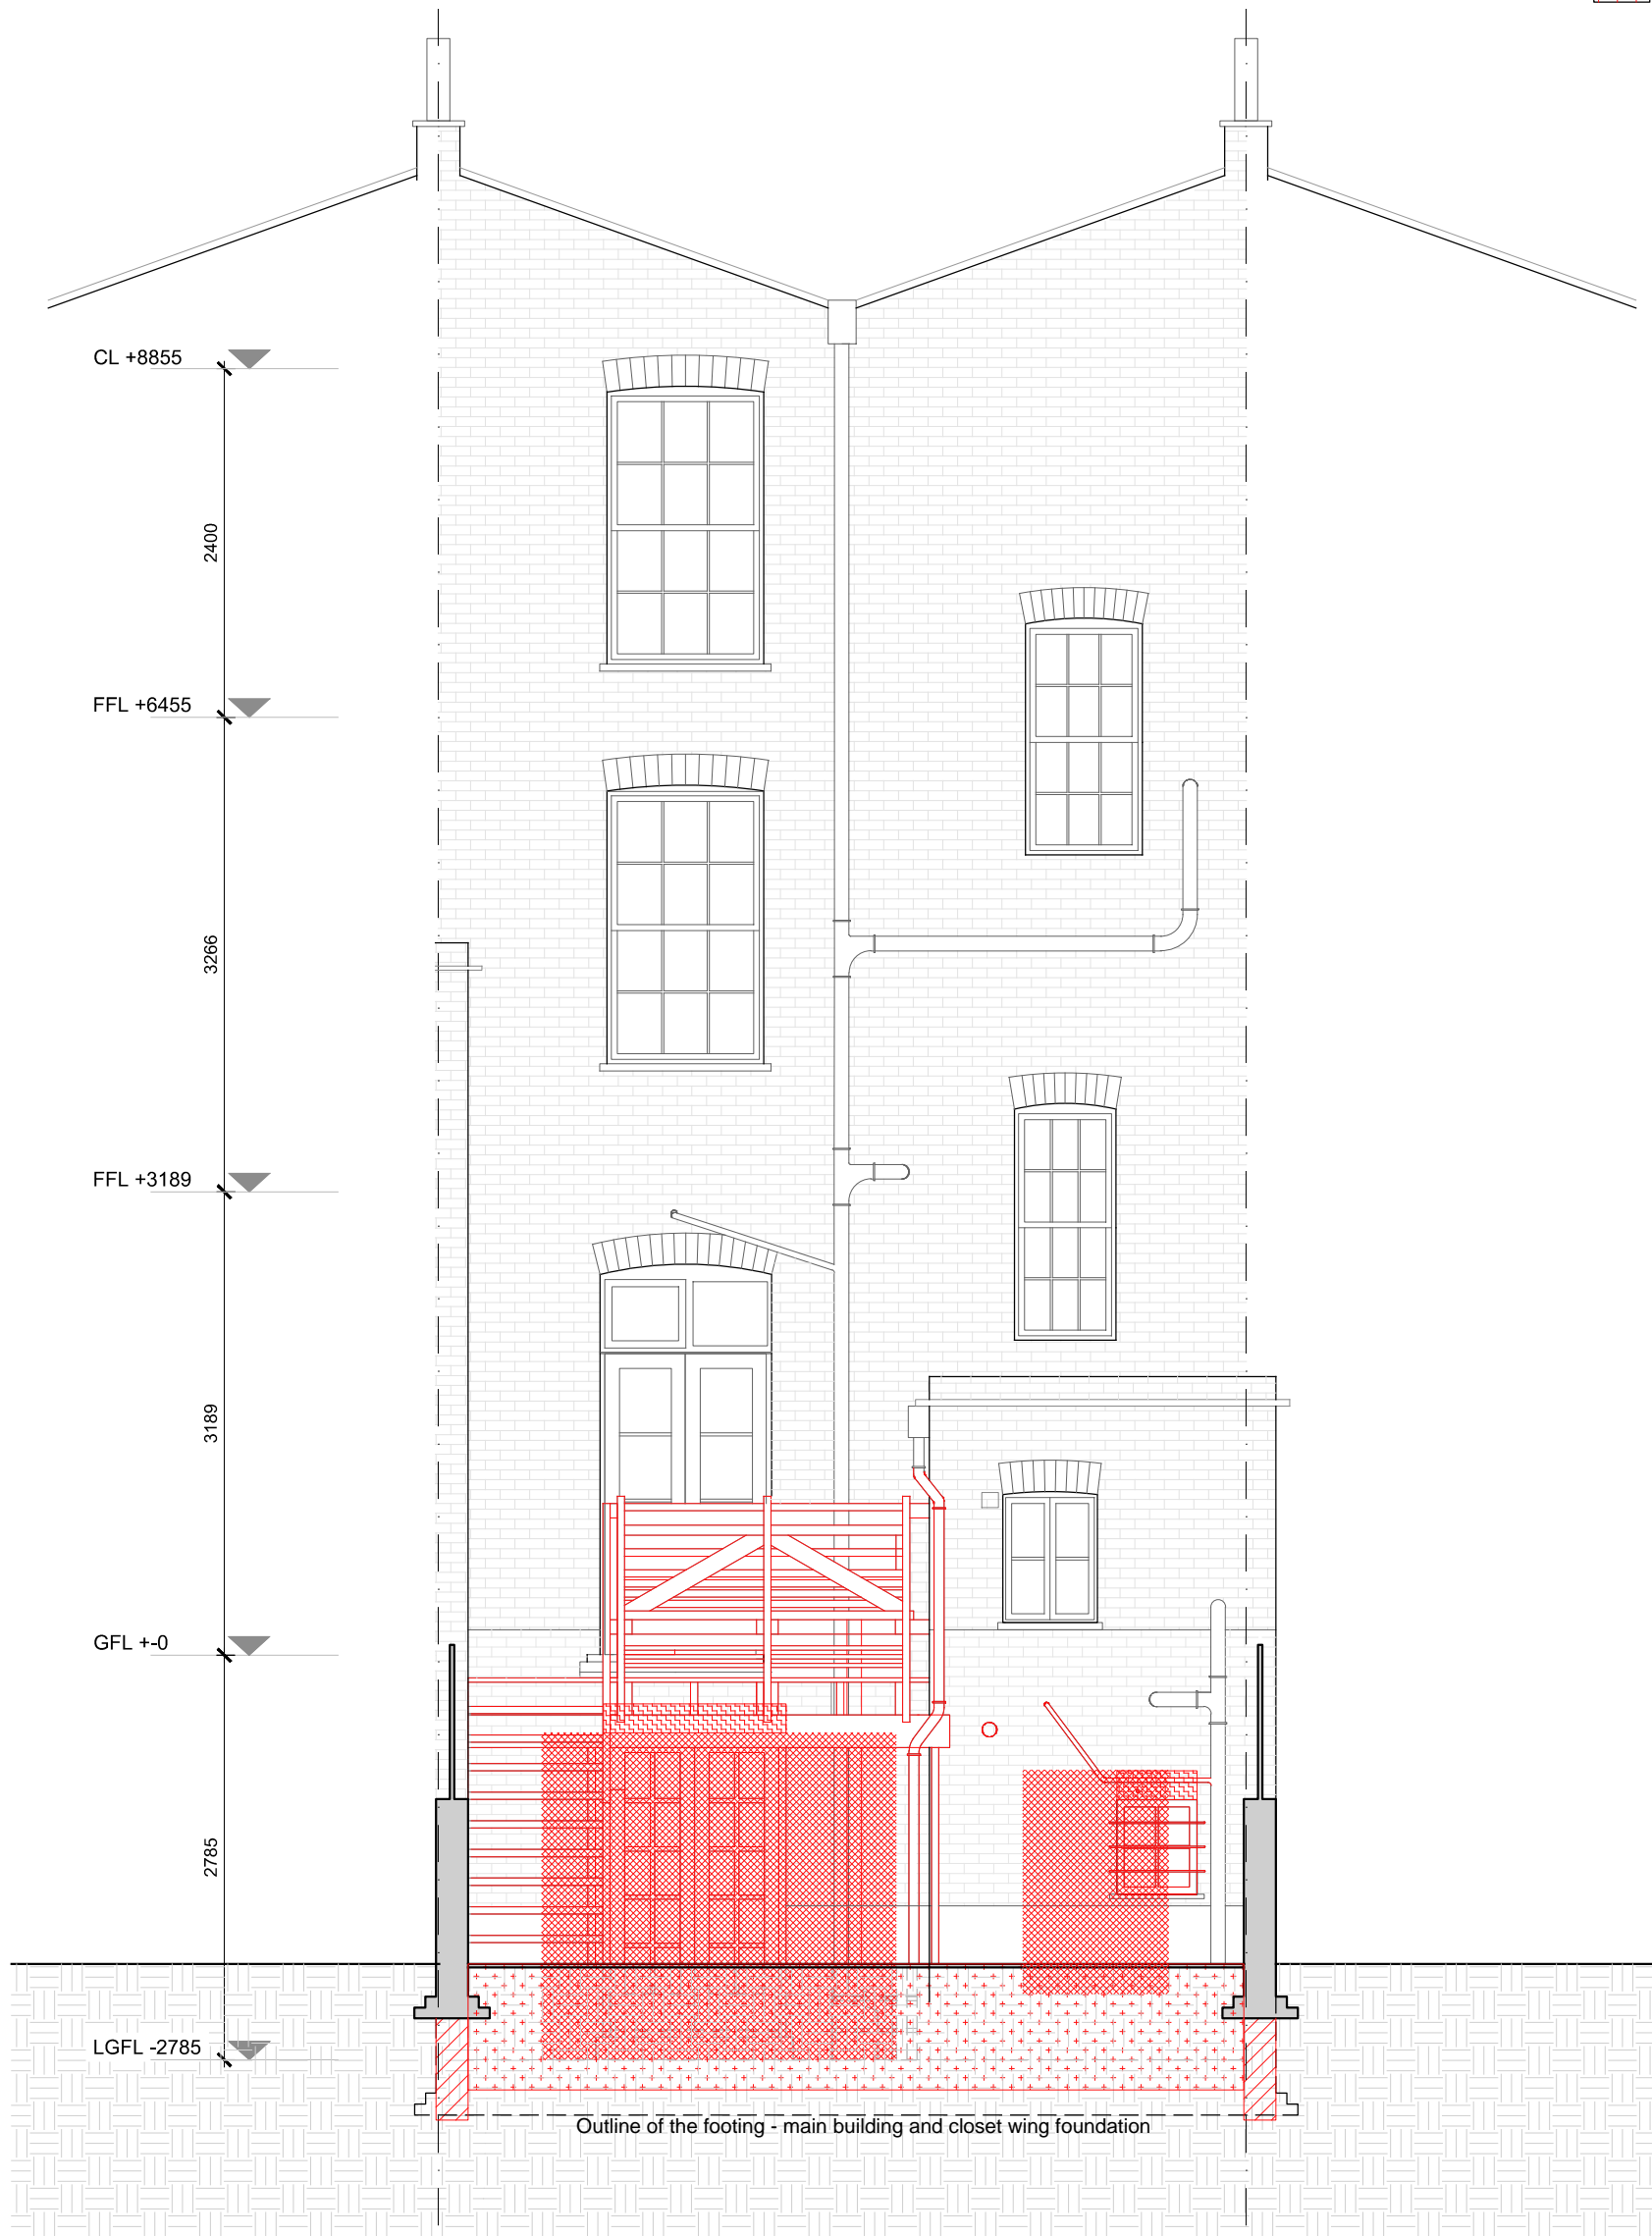 CL +8855
2400
FFL +6455
3266
FFL +3189
3189
GFL +-0
2785
LGFL -2785
Outline of the footing - main building and closet wing foundation